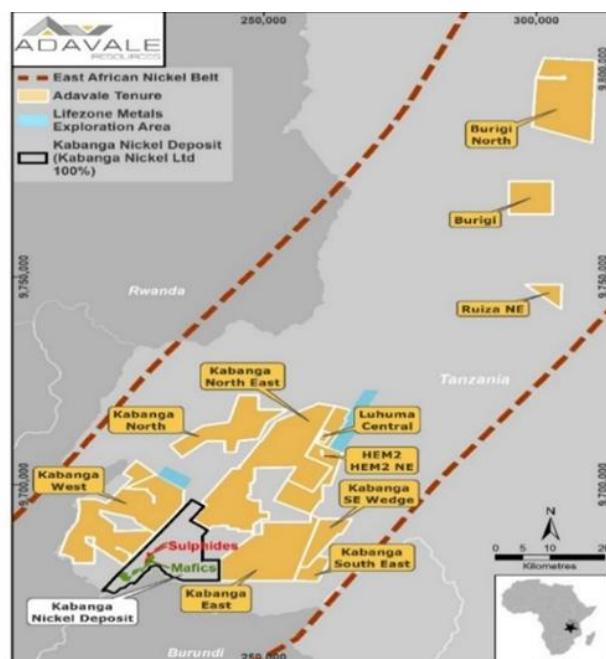 ADAVALE
RESOURCES
East African Nickel Belt
Adavale Tenure
Lifezone Metals
Exploration Area
Kabanga Nickel Deposit
(Kabanga Nickel Ltd
100%)
250,000
300,000
9,800,000
Burigi
North
Burigi
9,750,000
9,750,000
Ruiza NE
Rwanda
Tanzania
Kabanga
North East
Kabanga
North
Luhuma
Central
HEM2
HEM2 NE
Kabanga
West
Kabanga
SE Wedge
9,700,000
9,700,000
Sulphides
Mafics
Kabanga
South East
Kabanga
Nickel Deposit
Kabanga
East
N
0 10 20
Kilometres
Burundi
250,000